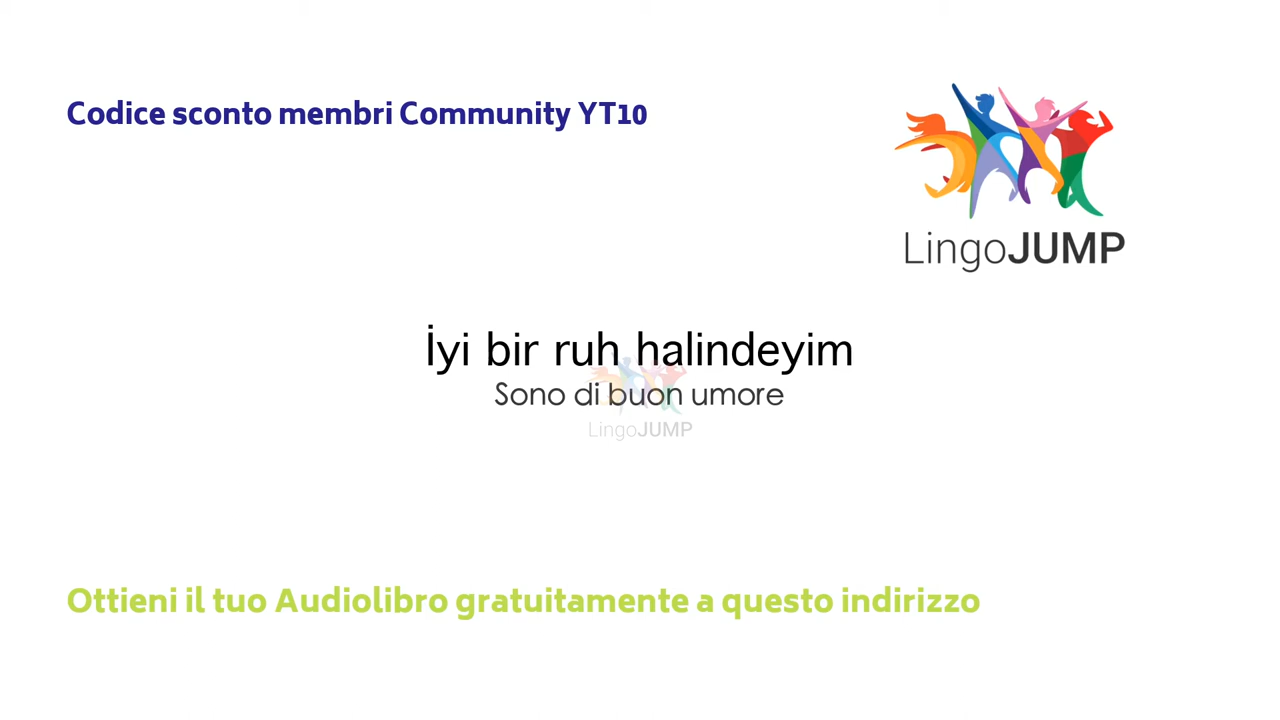 Codice sconto membri Community YT10
LingoJUMP
İyi bir ruh halindeyim
Sono di buon umore
LingoJUMP
Ottieni il tuo Audiolibro gratuitamente a questo indirizzo